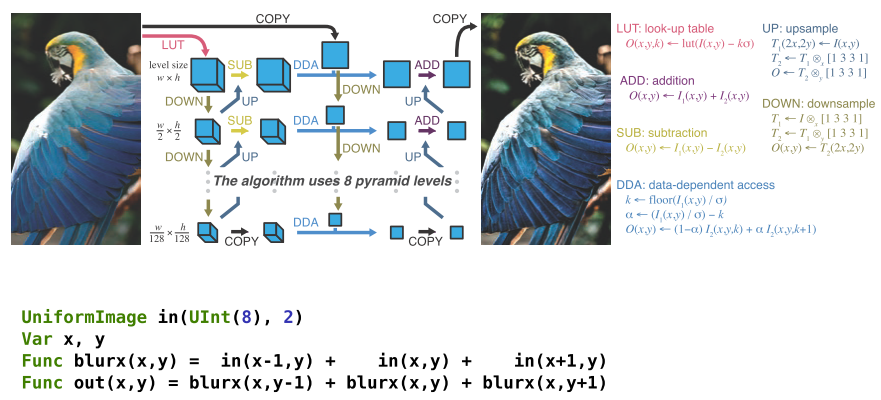 COPY
COPY
LUT
level size
w × h
SUB
DDA
ADD
DOWN
UP
DOWN
UP
w/2 × h/2
SUB
DDA
ADD
DOWN
UP
DOWN
UP
The algorithm uses 8 pyramid levels
w/128 × h/128
COPY
DDA
COPY
LUT: look-up table
O(x,y,k) ← lut(I(x,y) − kσ)
ADD: addition
O(x,y) ← I₁(x,y) + I₂(x,y)
SUB: subtraction
O(x,y) ← I₁(x,y) − I₂(x,y)
UP: upsample
T₁(2x,2y) ← I(x,y)
T₂ ← T₁ ⊗ₓ [1 3 3 1]
O ← T₂ ⊗ᵧ [1 3 3 1]
DOWN: downsample
T₁ ← I ⊗ₓ [1 3 3 1]
T₂ ← T₁ ⊗ᵧ [1 3 3 1]
O(x,y) ← T₂(2x,2y)
DDA: data-dependent access
k ← floor(I₁(x,y) / σ)
α ← (I₁(x,y) / σ) − k
O(x,y) ← (1−α) I₂(x,y,k) + α I₂(x,y,k+1)
UniformImage in(UInt(8), 2)
Var x, y
Func blurx(x,y) = in(x-1,y) + in(x,y) + in(x+1,y)
Func out(x,y) = blurx(x,y-1) + blurx(x,y) + blurx(x,y+1)